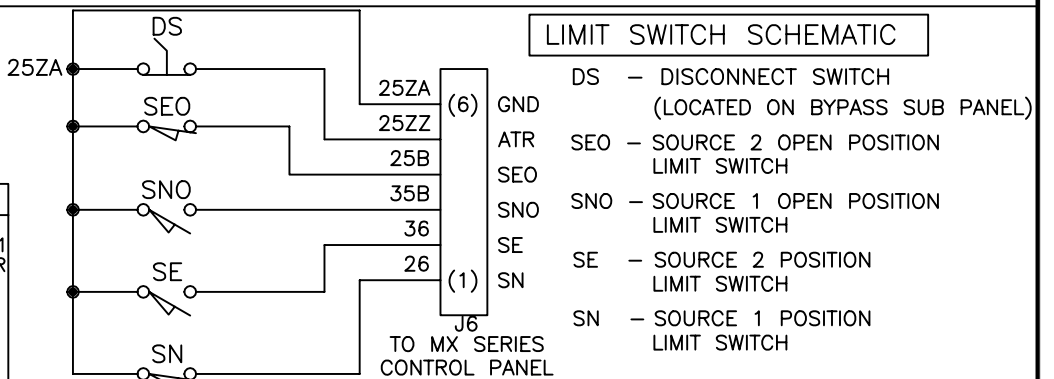 LIMIT SWITCH SCHEMATIC
DS
25ZA
SEO
SNO
SE
SN
25ZA
25ZZ
25B
35B
36
26
(6)
(1)
GND
ATR
SEO
SNO
SE
SN
J6
TO MX SERIES
CONTROL PANEL
DS – DISCONNECT SWITCH
(LOCATED ON BYPASS SUB PANEL)
SEO – SOURCE 2 OPEN POSITION
LIMIT SWITCH
SNO – SOURCE 1 OPEN POSITION
LIMIT SWITCH
SE – SOURCE 2 POSITION
LIMIT SWITCH
SN – SOURCE 1 POSITION
LIMIT SWITCH